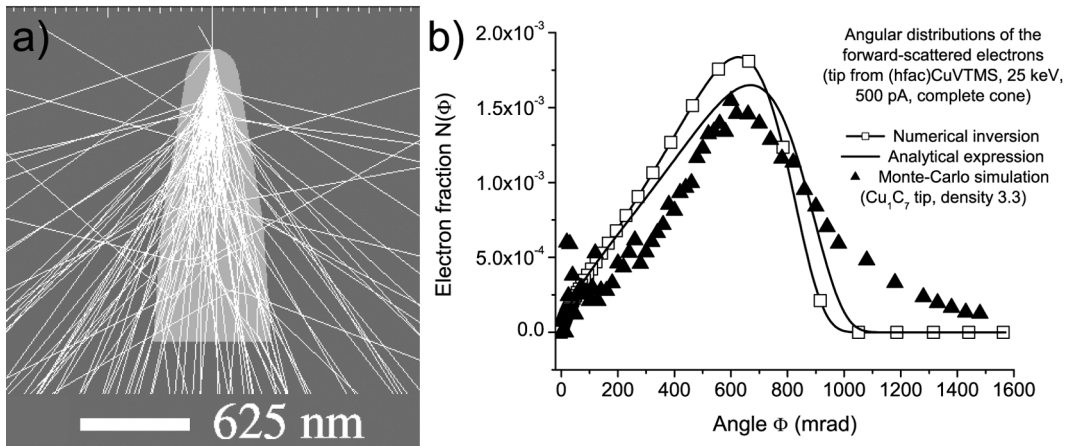 a)
625 nm
b)
Electron fraction N(Φ)
2.0x10⁻³
1.5x10⁻³
1.0x10⁻³
5.0x10⁻⁴
0.0
Angular distributions of the
forward-scattered electrons
(tip from (hfac)CuVTMS, 25 keV,
500 pA, complete cone)
Numerical inversion
Analytical expression
Monte-Carlo simulation
(Cu₁C₇ tip, density 3.3)
0 200 400 600 800 1000 1200 1400 1600
Angle Φ (mrad)